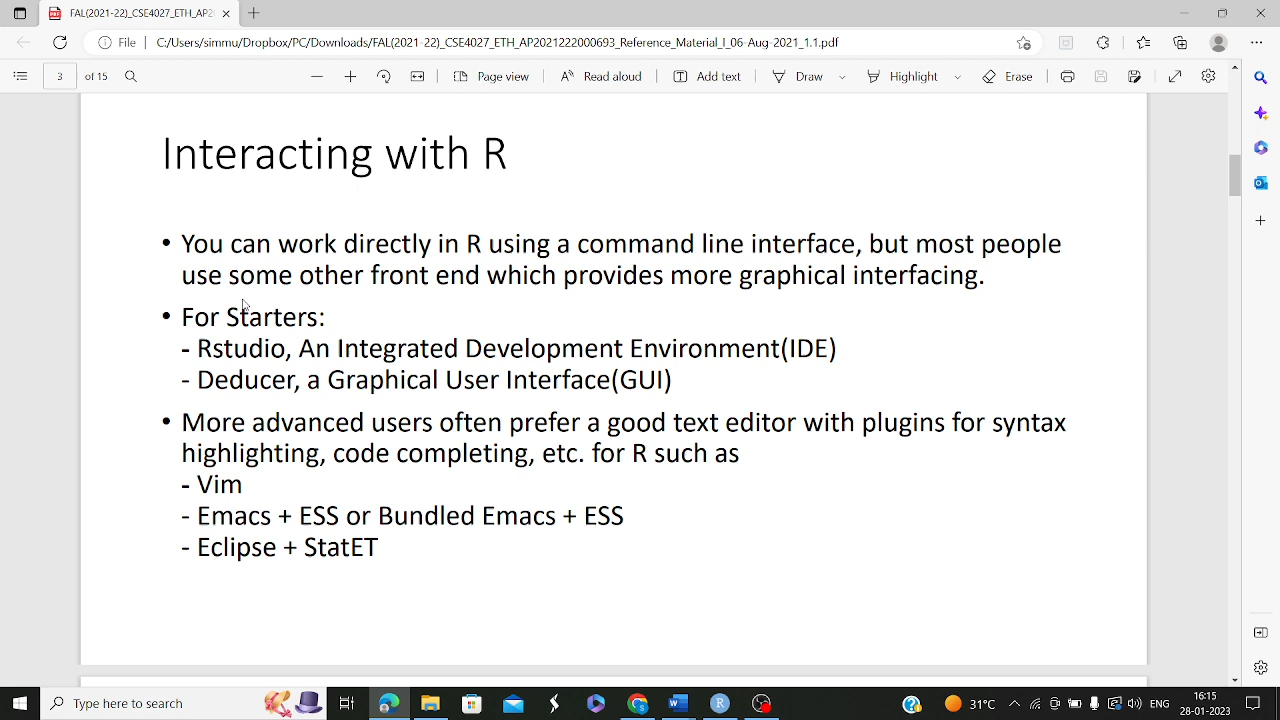 FAL(2021-22)_CSE4027_ETH_AP2
File
C:/Users/simmu/Dropbox/PC/Downloads/FAL(2021-22)_CSE4027_ETH_AP2021222000693_Reference_Material_I_06-Aug-2021_1.1.pdf
3 of 15
Page view
Read aloud
Add text
Draw
Highlight
Erase
Interacting with R
• You can work directly in R using a command line interface, but most people
use some other front end which provides more graphical interfacing.
• For Starters:
- Rstudio, An Integrated Development Environment(IDE)
- Deducer, a Graphical User Interface(GUI)
• More advanced users often prefer a good text editor with plugins for syntax
highlighting, code completing, etc. for R such as
- Vim
- Emacs + ESS or Bundled Emacs + ESS
- Eclipse + StatET
Type here to search
31°C
ENG
16:15
28-01-2023